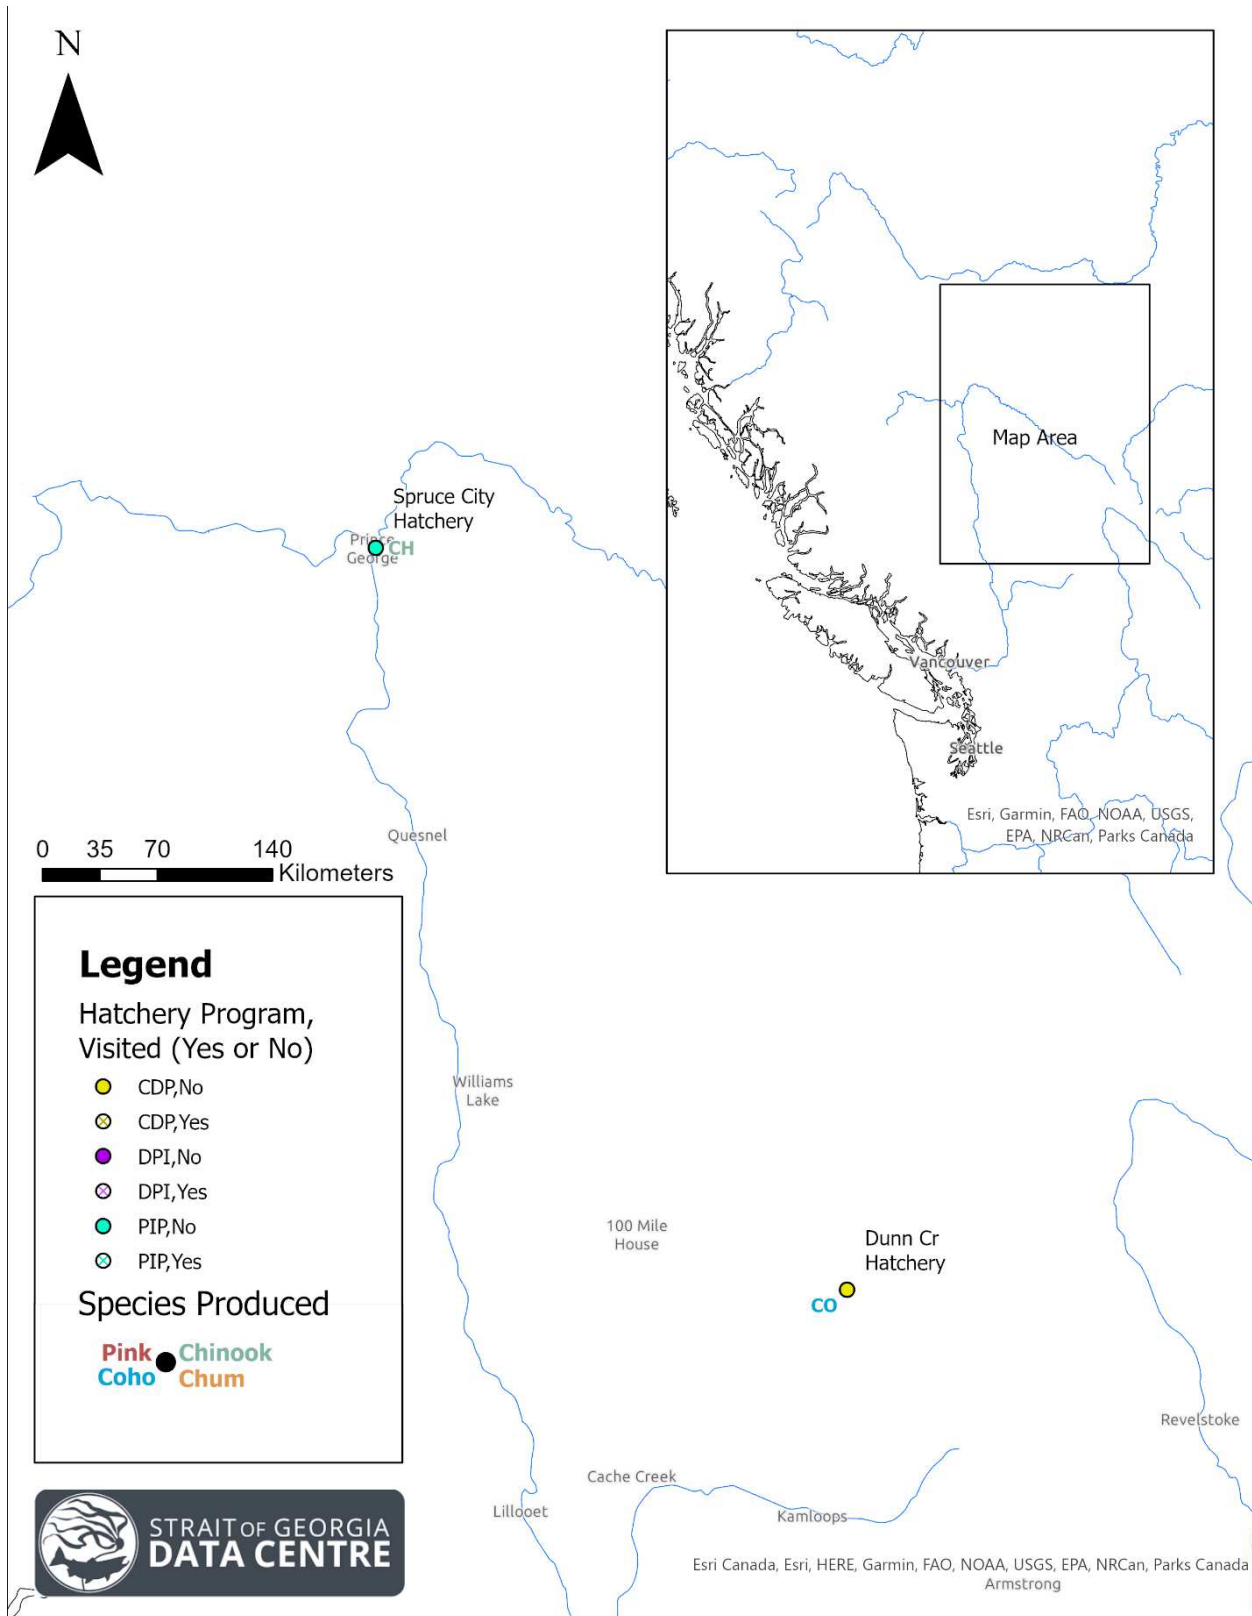 N
Map Area
Vancouver
Seattle
Esri, Garmin, FAO, NOAA, USGS,
EPA, NRCan, Parks Canada
Spruce City
Hatchery
Prince
George
CH
Quesnel
0 35 70 140
Kilometers
Legend
Hatchery Program,
Visited (Yes or No)
CDP,No
CDP,Yes
DPI,No
DPI,Yes
PIP,No
PIP,Yes
Species Produced
Pink Chinook
Coho Chum
Williams
Lake
100 Mile
House
Dunn Cr
Hatchery
CO
Revelstoke
Cache Creek
Lillooet
Kamloops
STRAIT OF GEORGIA
DATA CENTRE
Esri Canada, Esri, HERE, Garmin, FAO, NOAA, USGS, EPA, NRCan, Parks Canada
Armstrong